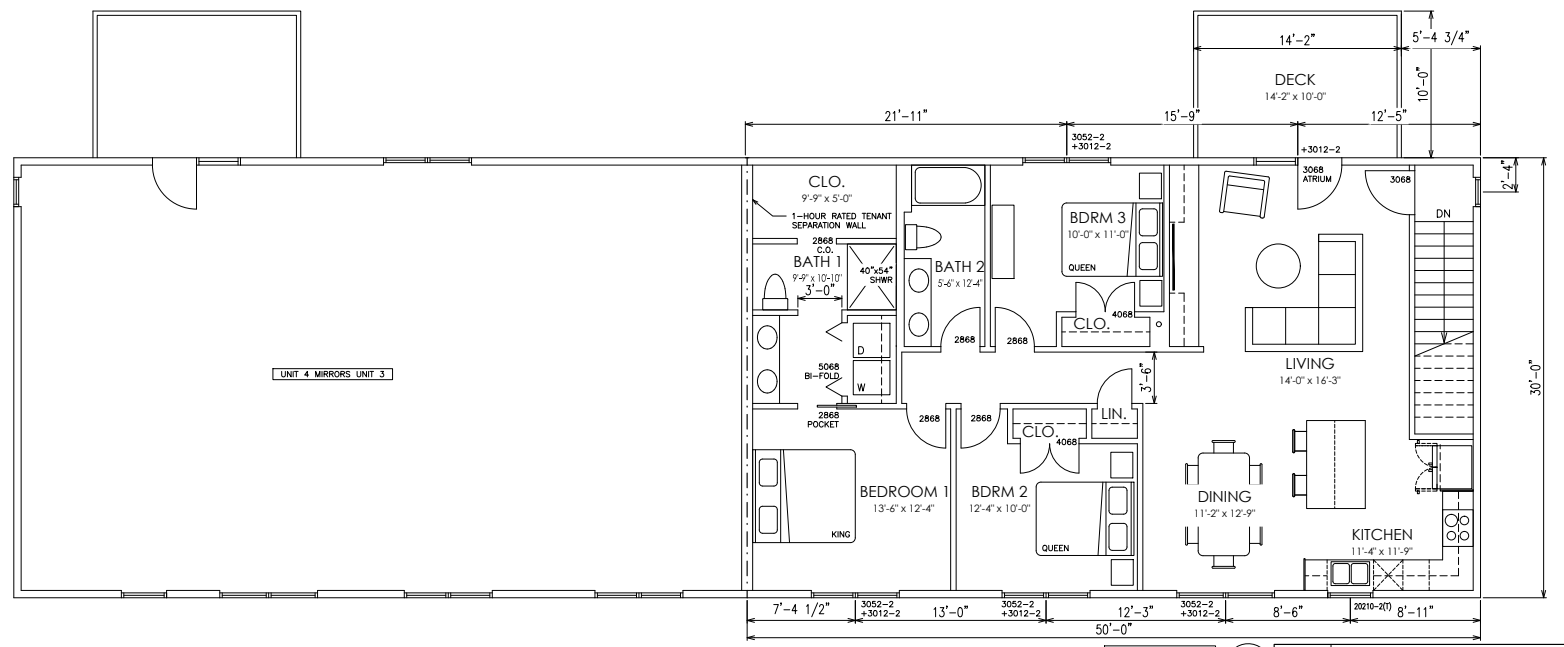 14'-2"
5'-4 3/4"
DECK
14'-2" x 10'-0"
10'-0"
21'-11"
15'-9"
12'-5"
3052-2
+3012-2
+3012-2
2'-4"
CLO.
9'-9" x 5'-0"
1-HOUR RATED TENANT
SEPARATION WALL
2868
C.O.
BATH 1
9'-9" x 10'-10"
3'-0"
40"x54"
SHWR
BATH 2
5'-6" x 12'-4"
BDRM 3
10'-0" x 11'-0"
QUEEN
4068
CLO.
3068
ATRIUM
3068
DN
2868
2868
LIVING
14'-0" x 16'-3"
30'-0"
UNIT 4 MIRRORS UNIT 3
5068
BI-FOLD
D
W
3'-6"
2868
POCKET
2868
2868
LIN.
CLO.
4068
BEDROOM 1
13'-6" x 12'-4"
KING
BDRM 2
12'-4" x 10'-0"
QUEEN
DINING
11'-2" x 12'-9"
KITCHEN
11'-4" x 11'-9"
7'-4 1/2"
3052-2
+3012-2
13'-0"
3052-2
+3012-2
12'-3"
3052-2
+3012-2
8'-6"
20210-2(T)
8'-11"
50'-0"